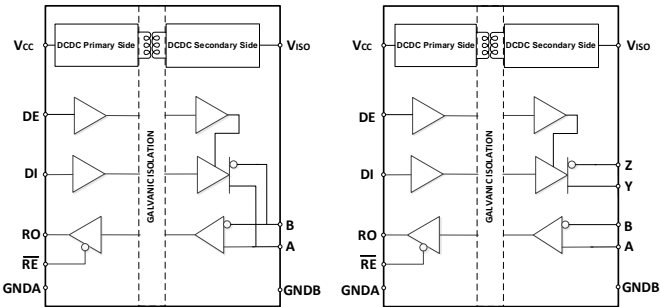 VCC
DCDC Primary Side
DCDC Secondary Side
VISO
DE
DI
RO
RE
GNDA
GALVANIC ISOLATION
B
A
GNDB
VCC
DCDC Primary Side
DCDC Secondary Side
VISO
DE
DI
RO
RE
GNDA
GALVANIC ISOLATION
Z
Y
B
A
GNDB